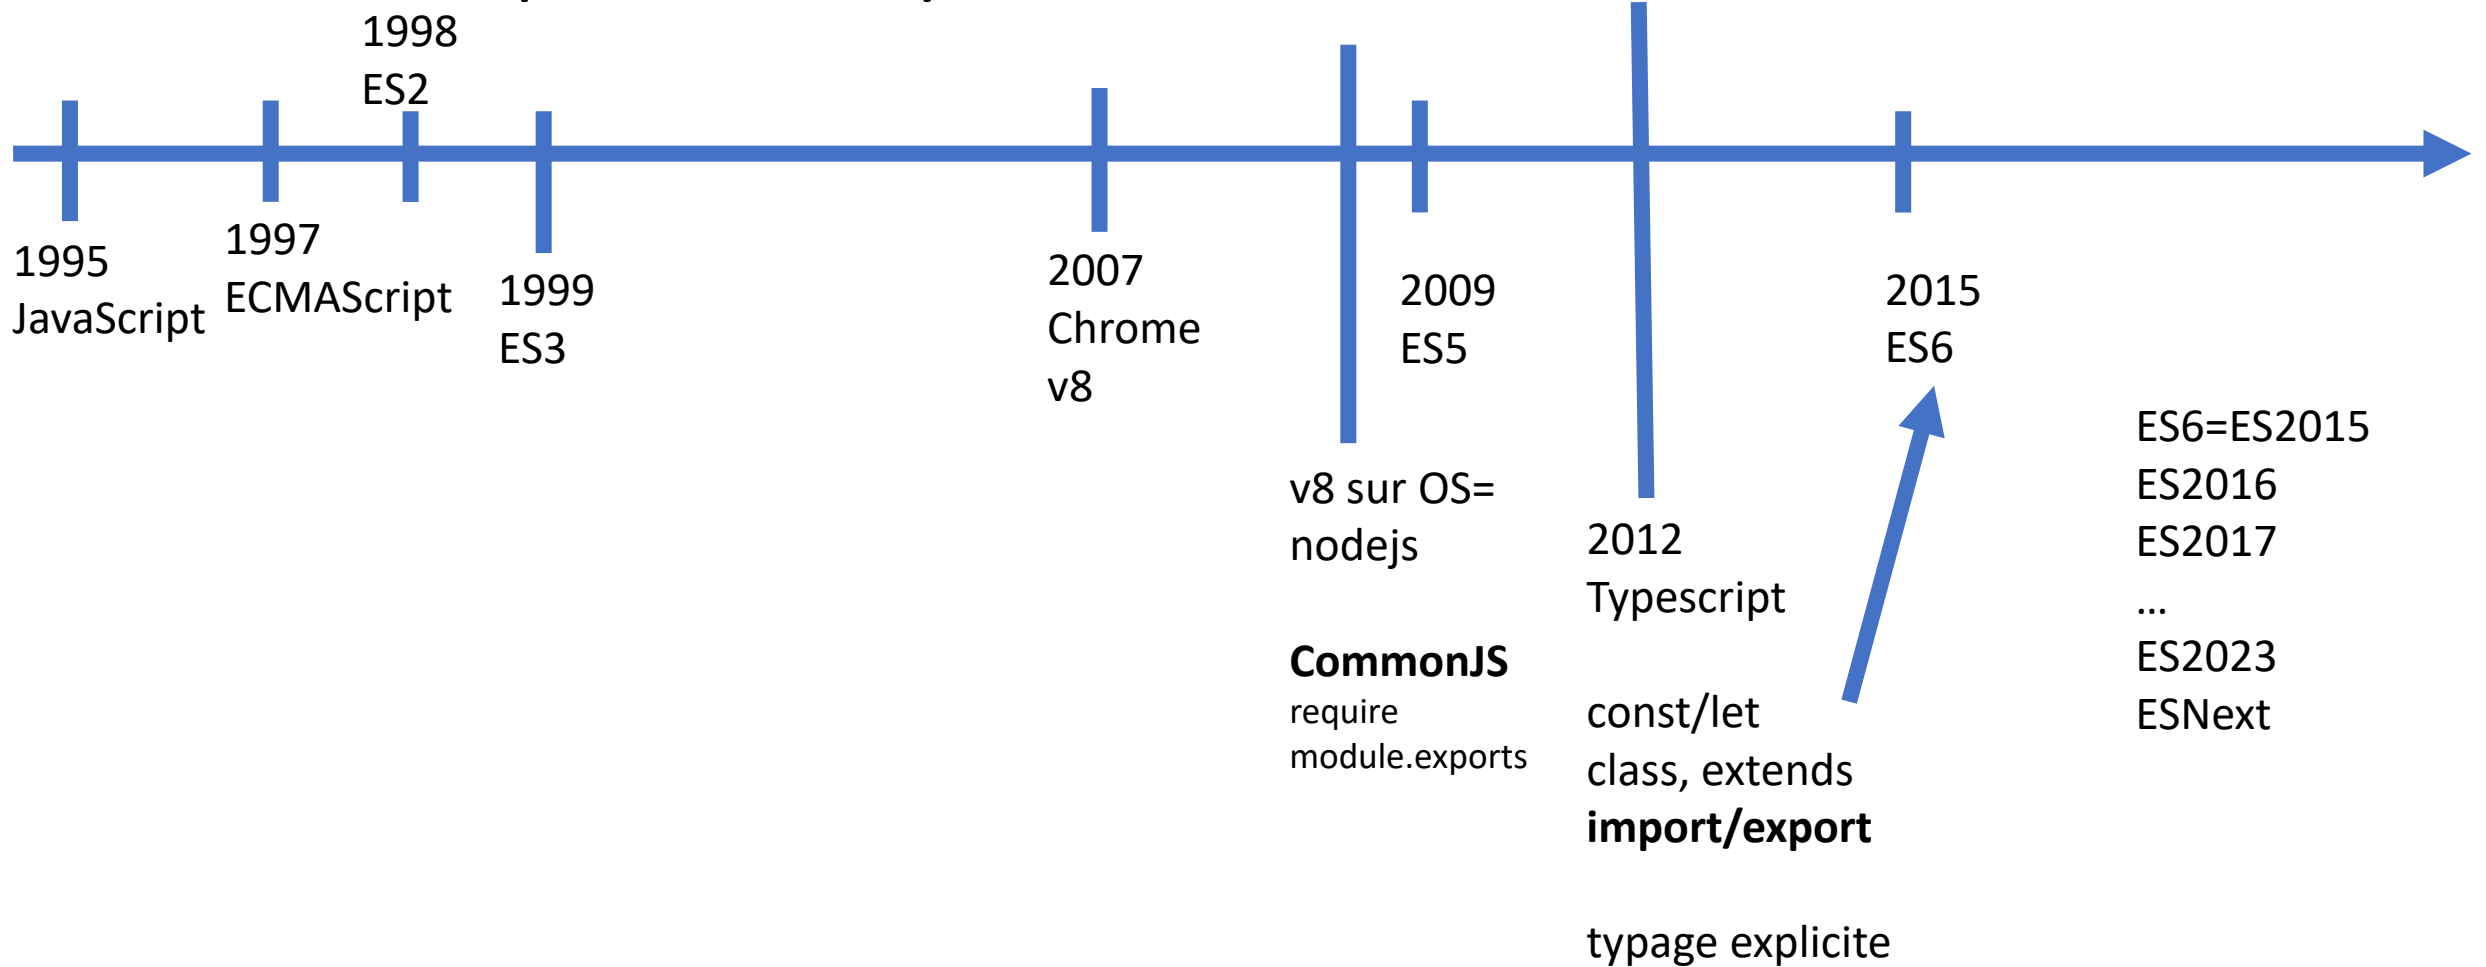 1998
ES2
1995
JavaScript
1997
ECMAScript
1999
ES3
2007
Chrome
v8
v8 sur OS=
nodejs
CommonJS
require
module.exports
2009
ES5
2012
Typescript
const/let
class, extends
import/export
typage explicite
2015
ES6
ES6=ES2015
ES2016
ES2017
…
ES2023
ESNext